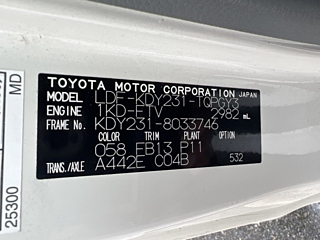 TOYOTA MOTOR CORPORATION JAPAN
MODEL LDF-KDY231-TQPGY3
ENGINE 1KD-FTV 2982 mL
FRAME No. KDY231-8033746
COLOR TRIM PLANT OPTION
058 FB13 P11
TRANS./AXLE A442E C04B 532
MD
25300